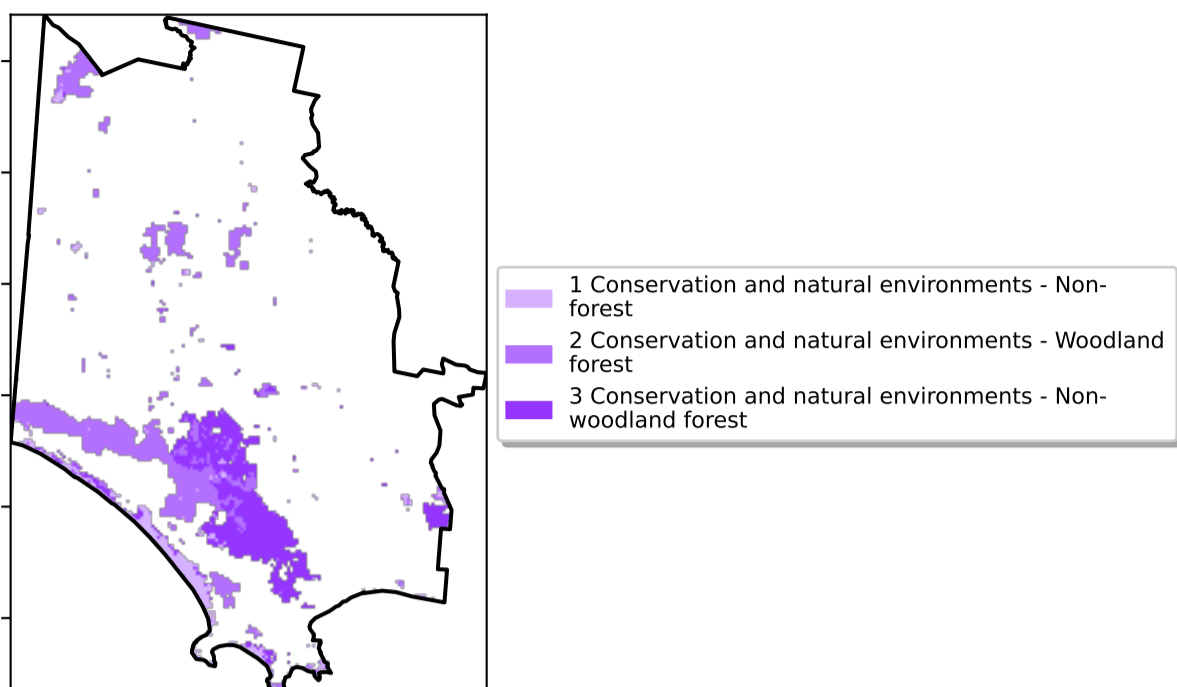 1 Conservation and natural environments - Non-
forest
2 Conservation and natural environments - Woodland
forest
3 Conservation and natural environments - Non-
woodland forest